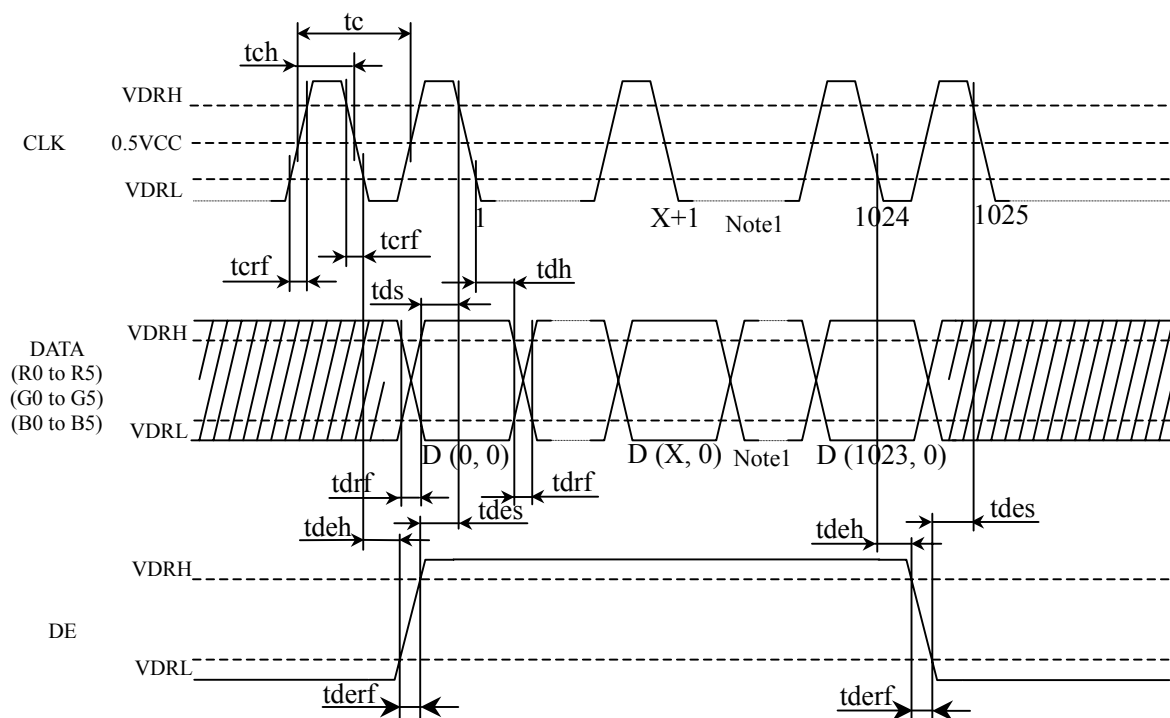 tc
tch
VDRH
CLK
0.5VCC
VDRL
1
X+1
Note1
1024
1025
tcrf
tcrf
tdh
tds
VDRH
DATA
(R0 to R5)
(G0 to G5)
(B0 to B5)
VDRL
D (0, 0)
D (X, 0)
Note1
D (1023, 0)
tdrf
tdrf
tdes
tdes
tdeh
tdeh
VDRH
DE
VDRL
tderf
tderf